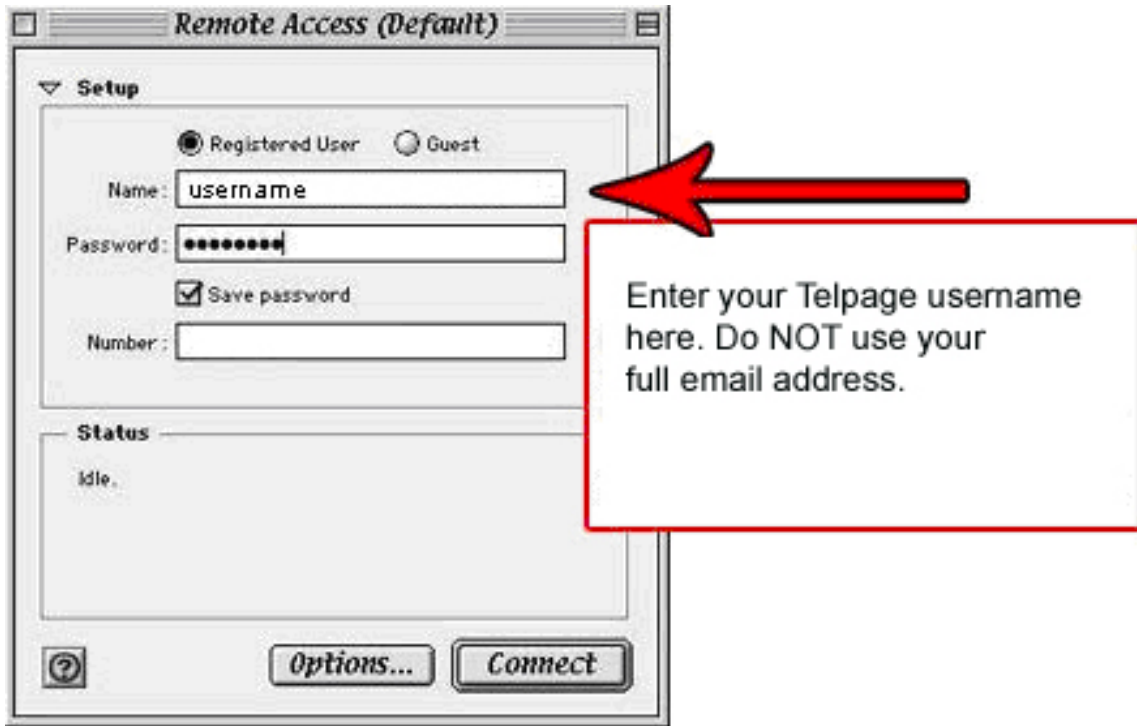 Remote Access (Default)
Setup
Registered User Guest
Name: username
Password: ••••••••
Save password
Number:
Enter your Telpage username
here. Do NOT use your
full email address.
Status
Idle.
? Options... Connect